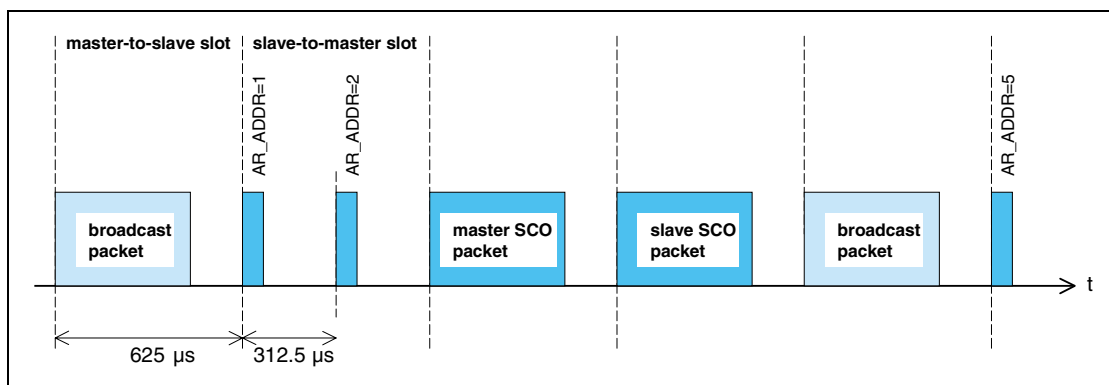 master-to-slave slot
slave-to-master slot
AR_ADDR=1
AR_ADDR=2
AR_ADDR=5
broadcast
packet
master SCO
packet
slave SCO
packet
broadcast
packet
t
625 µs
312.5 µs